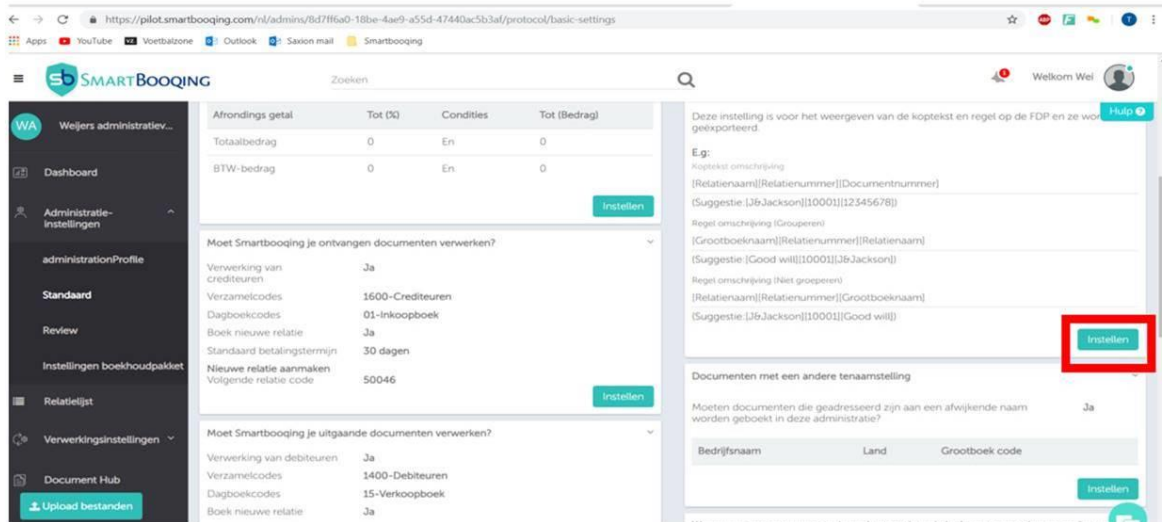 https://pilot.smartbooqing.com/nl/admins/8d7ff6a0-18be-4ae9-a55d-47440ac5b3af/protocol/basic-settings
ABP
T
Apps
YouTube
VZ Voetbalzone
Outlook
Saxion mail
Smartbooqing
sb SMARTBOOQING
Zoeken
Welkom Wei
WA Weijers administratiev...
Dashboard
Administratie-
instellingen
administrationProfile
Standaard
Review
Instellingen boekhoudpakket
Relatielijst
Verwerkingsinstellingen
Document Hub
Upload bestanden
Afrondings getal Tot (%) Condities Tot (Bedrag)
Totaalbedrag 0 En 0
BTW-bedrag 0 En 0
Instellen
Moet Smartbooqing je ontvangen documenten verwerken?
Verwerking van Ja
crediteuren
Verzamelcodes 1600-Crediteuren
Dagboekcodes 01-Inkoopboek
Boek nieuwe relatie Ja
Standaard betalingstermijn 30 dagen
Nieuwe relatie aanmaken
Volgende relatie code 50046
Instellen
Moet Smartbooqing je uitgaande documenten verwerken?
Verwerking van debiteuren Ja
Verzamelcodes 1400-Debiteuren
Dagboekcodes 15-Verkoopboek
Boek nieuwe relatie Ja
Hulp
Deze instelling is voor het weergeven van de koptekst en regel op de FDP en ze wor
geëxporteerd.
E.g:
Koptekst omschrijving
[Relatienaam][Relatienummer][Documentnummer]
(Suggestie:[J&Jackson][10001][12345678])
Regel omschrijving (Grouperen)
[Grootboeknaam][Relatienummer][Relatienaam]
(Suggestie:[Good will][10001][J&Jackson])
Regel omschrijving (Niet groeperen)
[Relatienaam][Relatienummer][Grootboeknaam]
(Suggestie:[J&Jackson][10001][Good will])
Instellen
Documenten met een andere tenaamstelling
Moeten documenten die geadresseerd zijn aan een afwijkende naam Ja
worden geboekt in deze administratie?
Bedrijfsnaam Land Grootboek code
Instellen